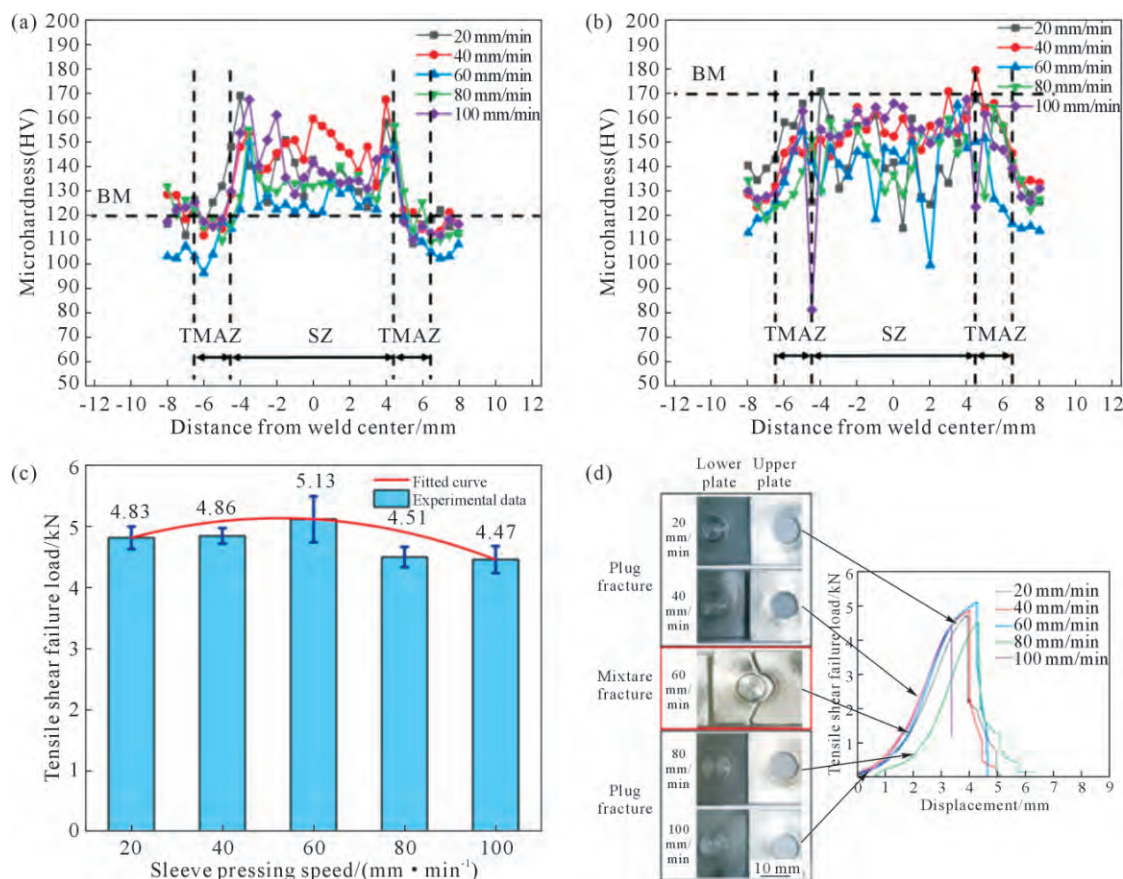 (a)
200
190
180
170
160
150
140
130
120
110
100
90
80
70
60
50
Microhardness(HV)
20 mm/min
40 mm/min
60 mm/min
80 mm/min
100 mm/min
BM
TMAZ
SZ
TMAZ
-12 -10 -8 -6 -4 -2 0 2 4 6 8 10 12
Distance from weld center/mm
(b)
200
190
180
170
160
150
140
130
120
110
100
90
80
70
60
50
Microhardness(HV)
20 mm/min
40 mm/min
60 mm/min
80 mm/min
100 mm/min
BM
TMAZ
SZ
TMAZ
-12 -10 -8 -6 -4 -2 0 2 4 6 8 10 12
Distance from weld center/mm
(c)
6
5
4
3
2
1
0
Tensile shear failure load/kN
Fitted curve
Experimental data
4.83
4.86
5.13
4.51
4.47
20 40 60 80 100
Sleeve pressing speed/(mm · min⁻¹)
(d)
Lower plate
Upper plate
Plug fracture
20 mm/min
40 mm/min
Mixtare fracture
60 mm/min
Plug fracture
80 mm/min
100 mm/min
10 mm
Tensile shear failure load/kN
6
5
4
3
2
1
0 1 2 3 4 5 6 7 8 9
Displacement/mm
20 mm/min
40 mm/min
60 mm/min
80 mm/min
100 mm/min